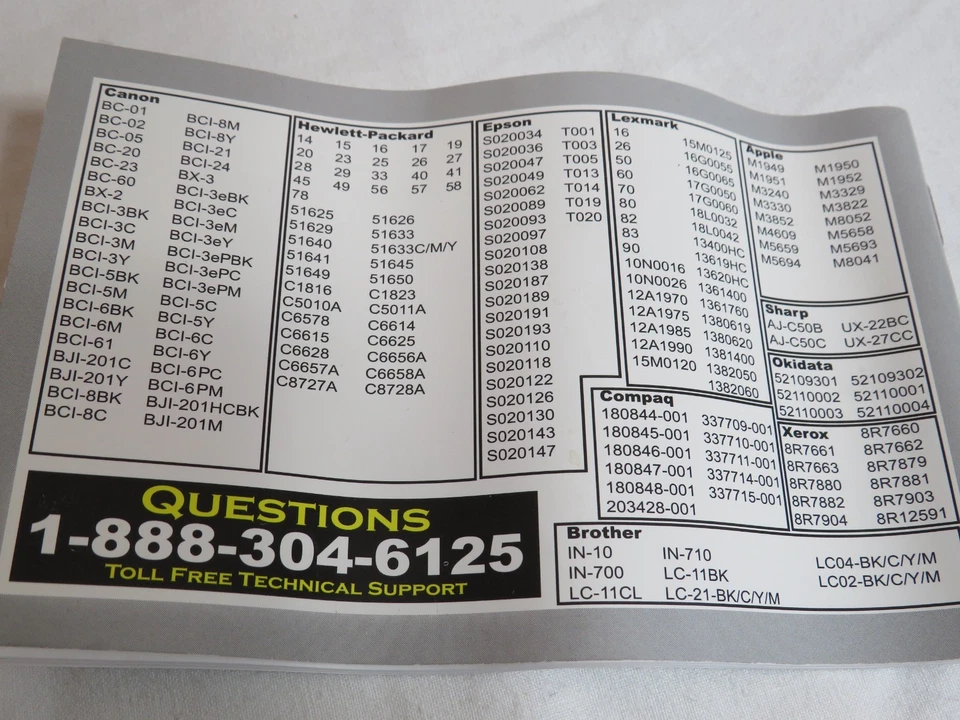 Canon
BC-01
BC-02
BC-05
BC-20
BC-23
BC-60
BX-2
BCI-3BK
BCI-3C
BCI-3M
BCI-3Y
BCI-5BK
BCI-5M
BCI-6BK
BCI-6M
BCI-61
BJI-201C
BJI-201Y
BCI-8BK
BCI-8C
BCI-8M
BCI-8Y
BCI-21
BCI-24
BX-3
BCI-3eBK
BCI-3eC
BCI-3eM
BCI-3eY
BCI-3ePBK
BCI-3ePC
BCI-3ePM
BCI-5C
BCI-5Y
BCI-6C
BCI-6Y
BCI-6PC
BCI-6PM
BJI-201HCBK
BJI-201M
Hewlett-Packard
14 15 16 17 19
20 23 25 26 27
28 29 33 40 41
45 49 56 57 58
78
51625 51626
51629 51633
51640 51633C/M/Y
51641 51645
51649 51650
C1816 C1823
C5010A C5011A
C6578 C6614
C6615 C6625
C6628 C6656A
C6657A C6658A
C8727A C8728A
Epson
S020034 T001
S020036 T003
S020047 T005
S020049 T013
S020062 T014
S020089 T019
S020093 T020
S020097
S020108
S020138
S020187
S020189
S020191
S020193
S020110
S020118
S020122
S020126
S020130
S020143
S020147
Lexmark
16
26
50
60
70
80
82
83
90
10N0016
10N0026
12A1970
12A1975
12A1985
12A1990
15M0120
15M0125
16G0055
16G0065
17G0050
17G0060
18L0032
18L0042
13400HC
13619HC
13620HC
1361400
1361760
1380619
1380620
1381400
1382050
1382060
Apple
M1949 M1950
M1951 M1952
M3240 M3329
M3330 M3822
M3852 M8052
M4609 M5658
M5659 M5693
M5694 M8041
Sharp
AJ-C50B UX-22BC
AJ-C50C UX-27CC
Okidata
52109301 52109302
52110002 52110001
52110003 52110004
Compaq
180844-001 337709-001
180845-001 337710-001
180846-001 337711-001
180847-001 337714-001
180848-001 337715-001
203428-001
Xerox 8R7660
8R7661 8R7662
8R7663 8R7879
8R7880 8R7881
8R7882 8R7903
8R7904 8R12591
Brother
IN-10 IN-710 LC04-BK/C/Y/M
IN-700 LC-11BK LC02-BK/C/Y/M
LC-11CL LC-21-BK/C/Y/M
QUESTIONS
1-888-304-6125
TOLL FREE TECHNICAL SUPPORT